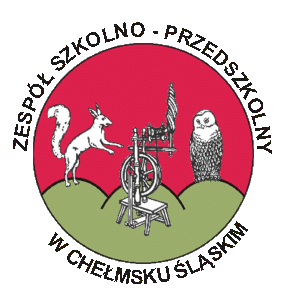 ZESPÓŁ SZKOLNO - PRZEDSZKOLNY
W CHEŁMSKU ŚLĄSKIM